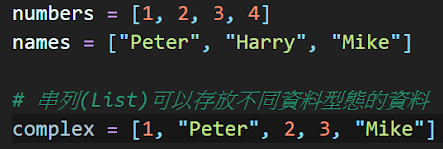 numbers = [1, 2, 3, 4]
names = ["Peter", "Harry", "Mike"]
# 串列(List)可以存放不同資料型態的資料
complex = [1, "Peter", 2, 3, "Mike"]